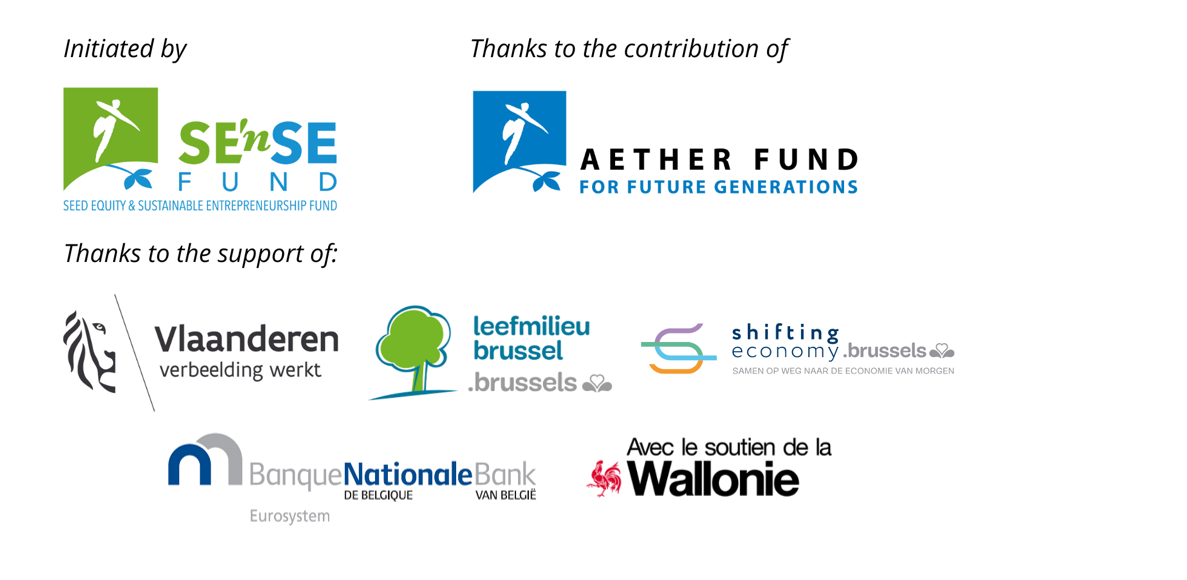 Initiated by
Thanks to the contribution of
SE'nSE
FUND
SEED EQUITY & SUSTAINABLE ENTREPRENEURSHIP FUND
AETHER FUND
FOR FUTURE GENERATIONS
Thanks to the support of:
Vlaanderen
verbeelding werkt
leefmilieu
brussel
.brussels
shifting
economy.brussels
SAMEN OP WEG NAAR DE ECONOMIE VAN MORGEN
BanqueNationaleBank
DE BELGIQUE VAN BELGIË
Eurosystem
Avec le soutien de la
Wallonie